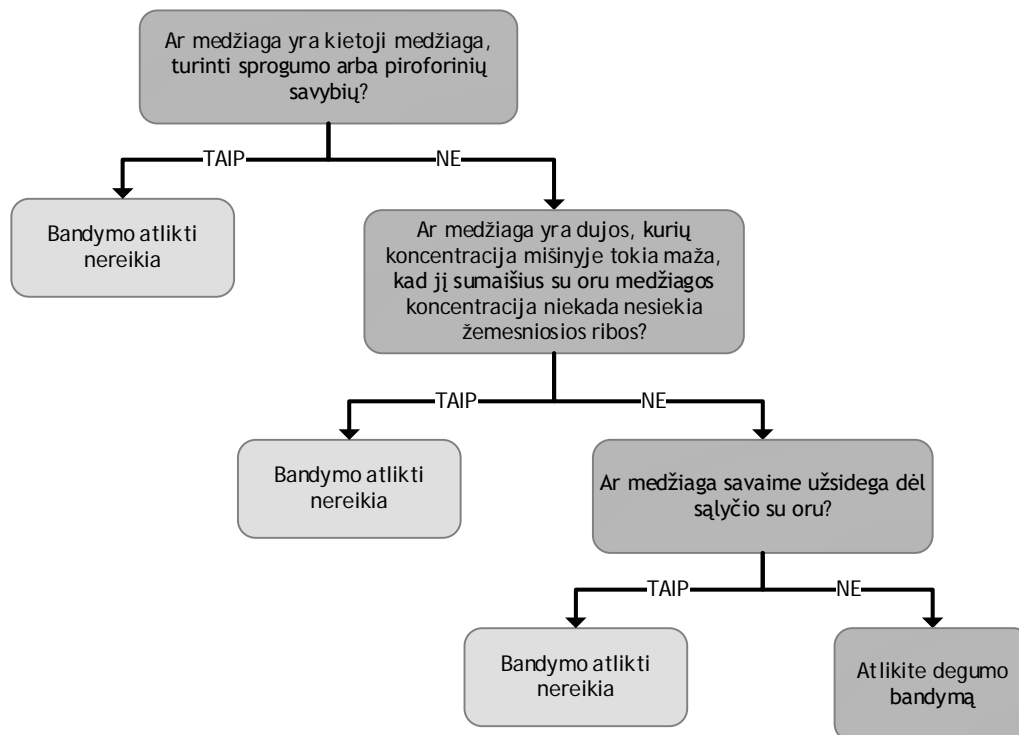 Ar medžiaga yra kietoji medžiaga,
turinti sprogumo arba piroforinių
savybių?
TAIP
NE
Bandymo atlikti
nereikia
Ar medžiaga yra dujos, kurių
koncentracija mišinyje tokia maža,
kad jį sumaišius su oru medžiagos
koncentracija niekada nesiekia
žemesniosios ribos?
TAIP
NE
Bandymo atlikti
nereikia
Ar medžiaga savaime užsidega dėl
sąlyčio su oru?
TAIP
NE
Bandymo atlikti
nereikia
Atlikite degumo
bandymą